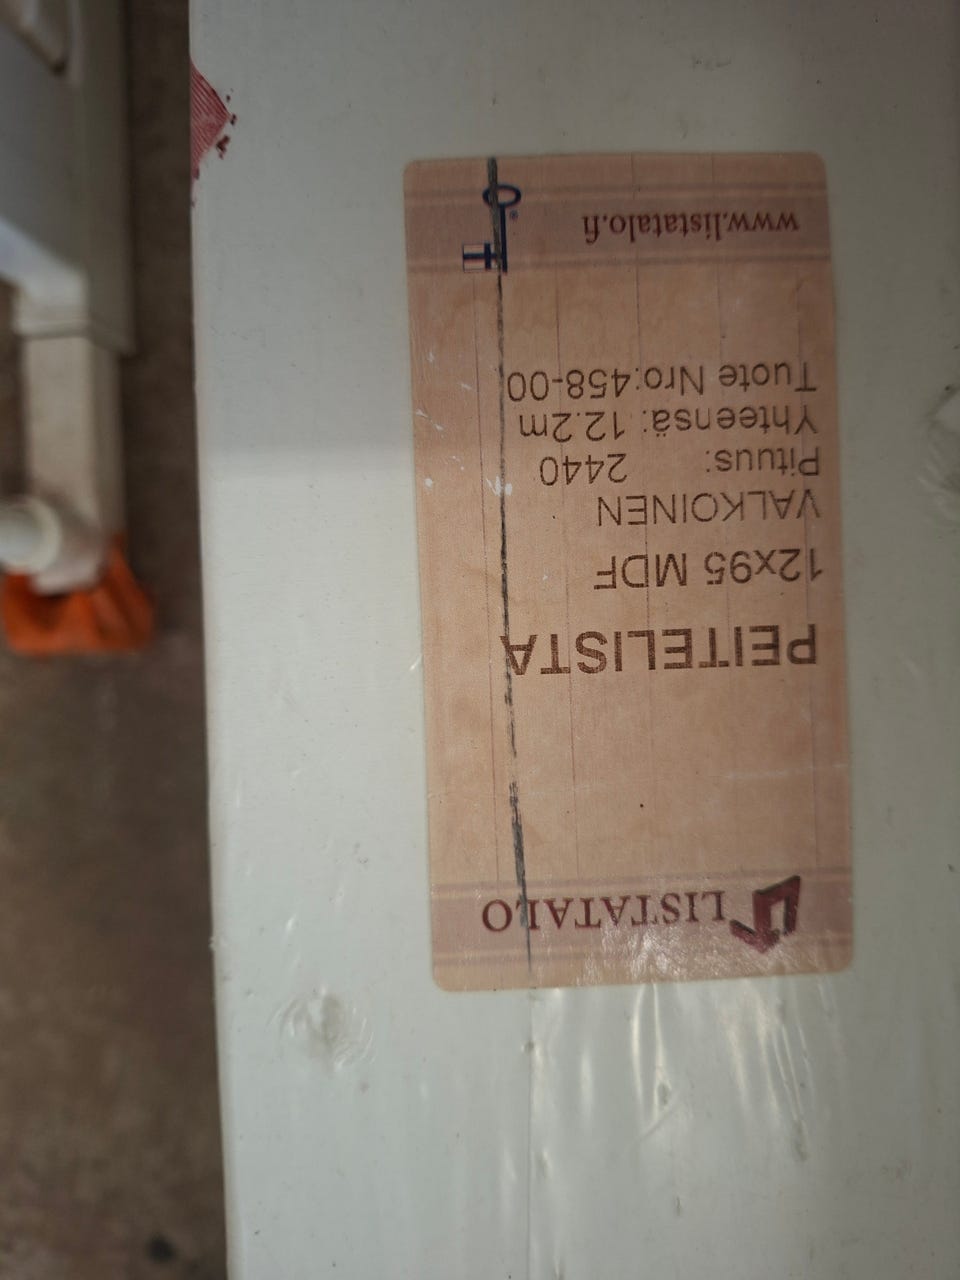 LISTATALO
PEITELISTA
12x95 MDF
VALKOINEN
Pituus: 2440
Yhteensä: 12.2m
Tuote Nro:458-00
www.listatalo.fi